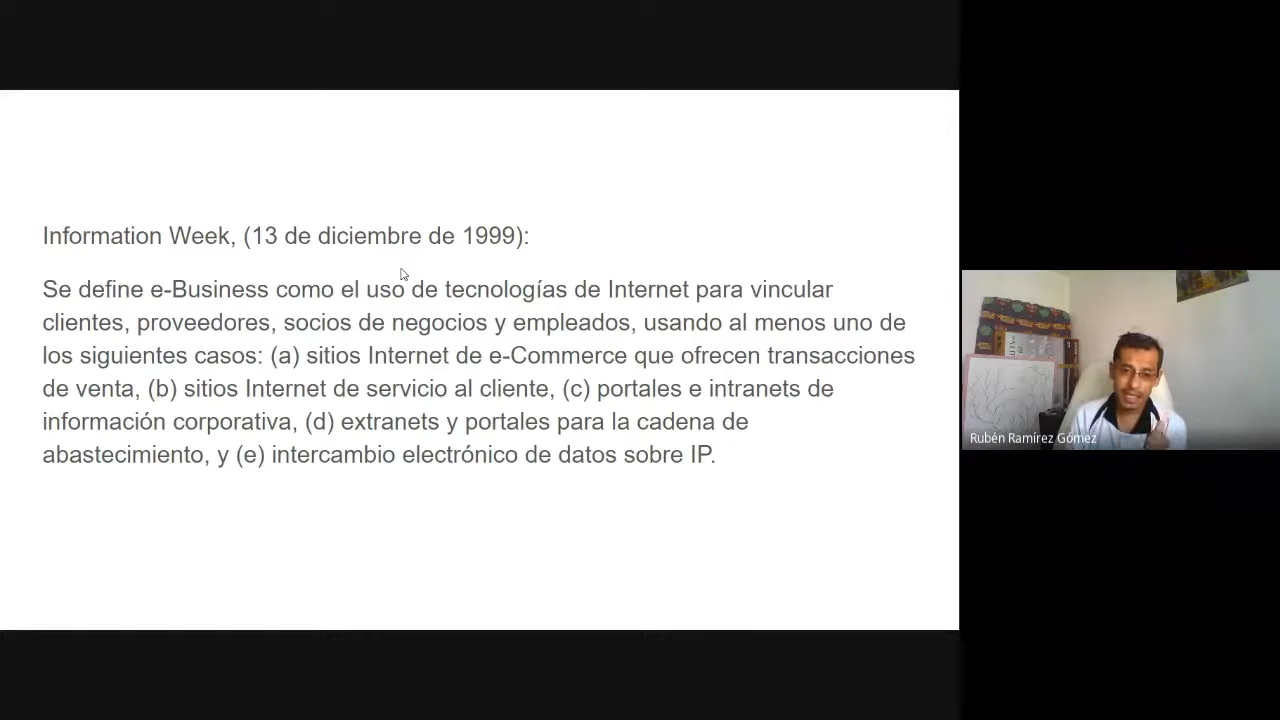 Information Week, (13 de diciembre de 1999):
Se define e-Business como el uso de tecnologías de Internet para vincular
clientes, proveedores, socios de negocios y empleados, usando al menos uno de
los siguientes casos: (a) sitios Internet de e-Commerce que ofrecen transacciones
de venta, (b) sitios Internet de servicio al cliente, (c) portales e intranets de
información corporativa, (d) extranets y portales para la cadena de
abastecimiento, y (e) intercambio electrónico de datos sobre IP.
Rubén Ramírez Gómez